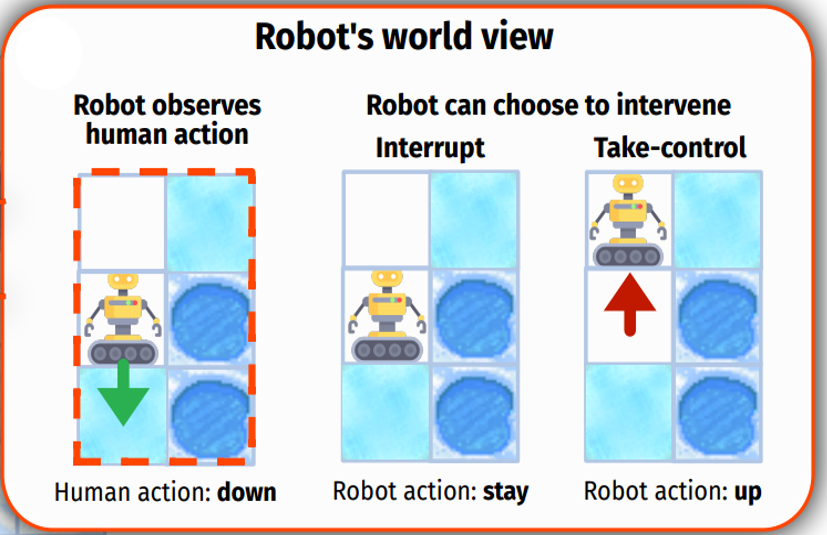 Robot's world view
Robot observes
human action
Robot can choose to intervene
Interrupt
Take-control
Human action: down
Robot action: stay
Robot action: up